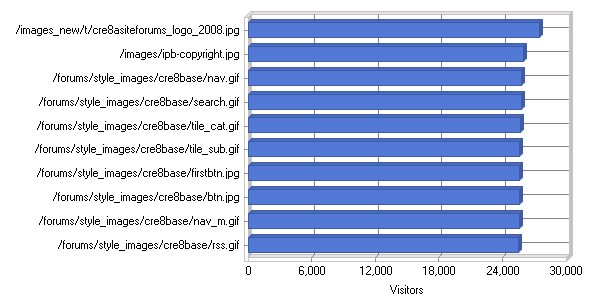 /images_new/t/cre8asiteforums_logo_2008.jpg
/images/ipb-copyright.jpg
/forums/style_images/cre8base/nav.gif
/forums/style_images/cre8base/search.gif
/forums/style_images/cre8base/tile_cat.gif
/forums/style_images/cre8base/tile_sub.gif
/forums/style_images/cre8base/firstbtn.jpg
/forums/style_images/cre8base/btn.jpg
/forums/style_images/cre8base/nav_m.gif
/forums/style_images/cre8base/rss.gif
0 6,000 12,000 18,000 24,000 30,000
Visitors